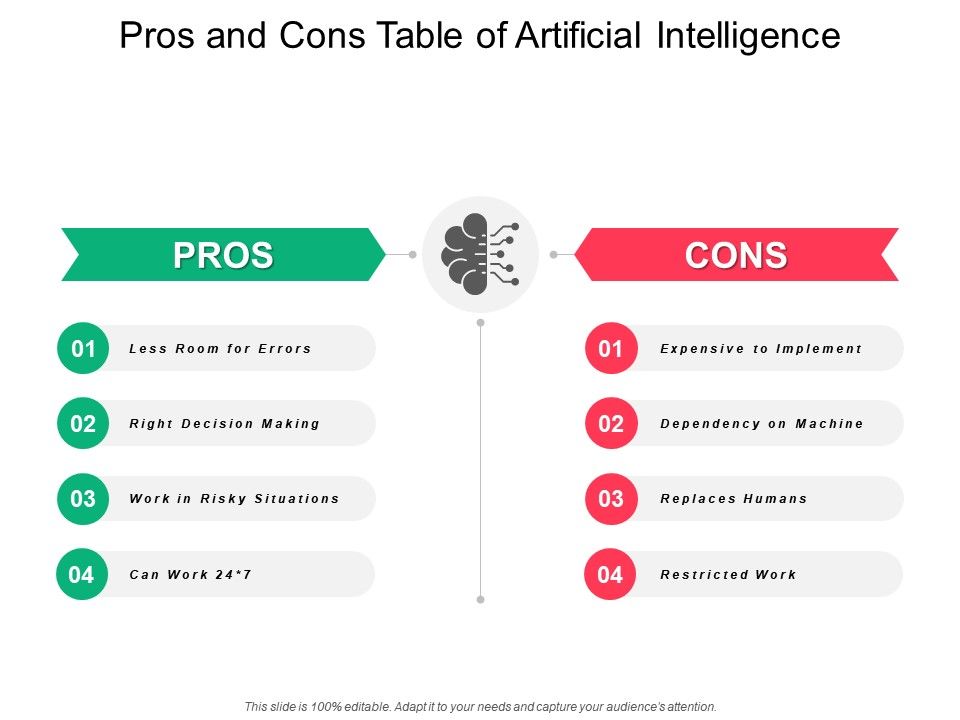 Pros and Cons Table of Artificial Intelligence
PROS
01 Less Room for Errors
02 Right Decision Making
03 Work in Risky Situations
04 Can Work 24*7
CONS
01 Expensive to Implement
02 Dependency on Machine
03 Replaces Humans
04 Restricted Work
This slide is 100% editable. Adapt it to your needs and capture your audience's attention.